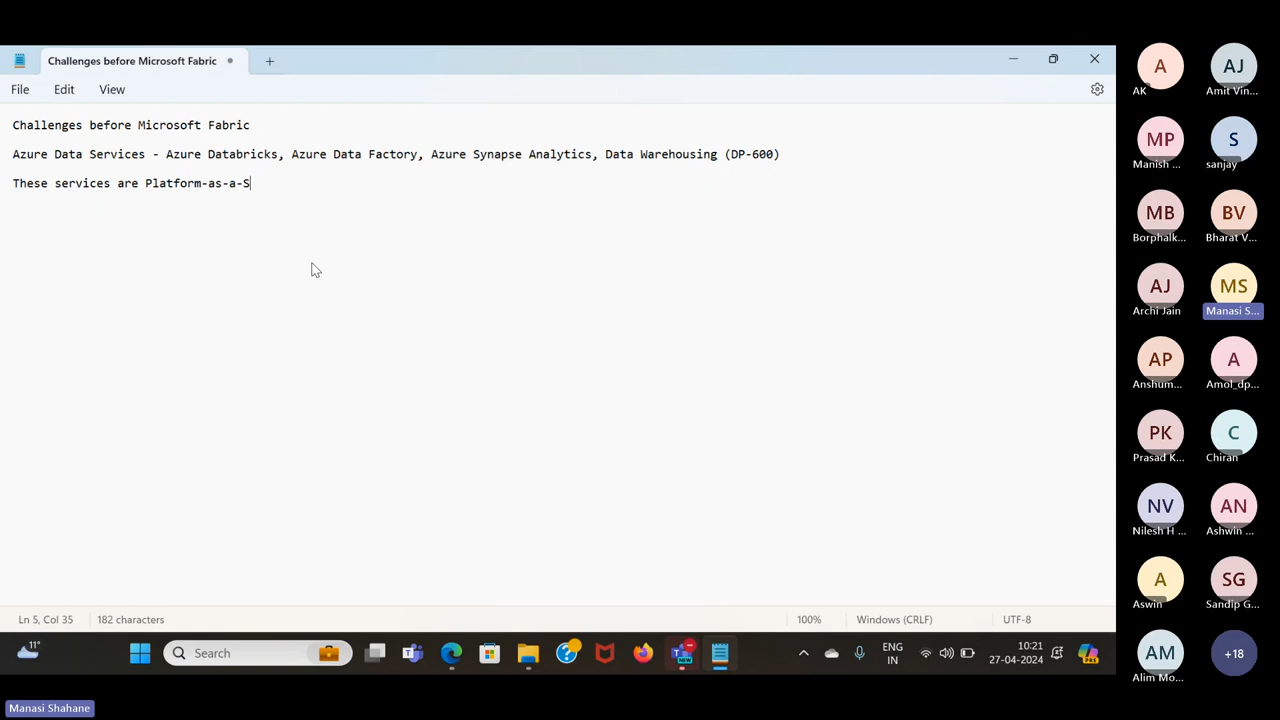 Challenges before Microsoft Fabric
File Edit View
Challenges before Microsoft Fabric
Azure Data Services - Azure Databricks, Azure Data Factory, Azure Synapse Analytics, Data Warehousing (DP-600)
These services are Platform-as-a-S
Ln 5, Col 35
182 characters
100%
Windows (CRLF)
UTF-8
11°
Search
NEW
ENG
IN
10:21
27-04-2024
PRE
A AJ
AK Amit Vin...
MP S
Manish ... sanjay
MB BV
Borphalk... Bharat V...
AJ MS
Archi Jain Manasi S...
AP A
Anshum... Amol_dp...
PK C
Prasad K... Chiran
NV AN
Nilesh H ... Ashwin ...
A SG
Aswin Sandip G...
AM +18
Alim Mo...
Manasi Shahane